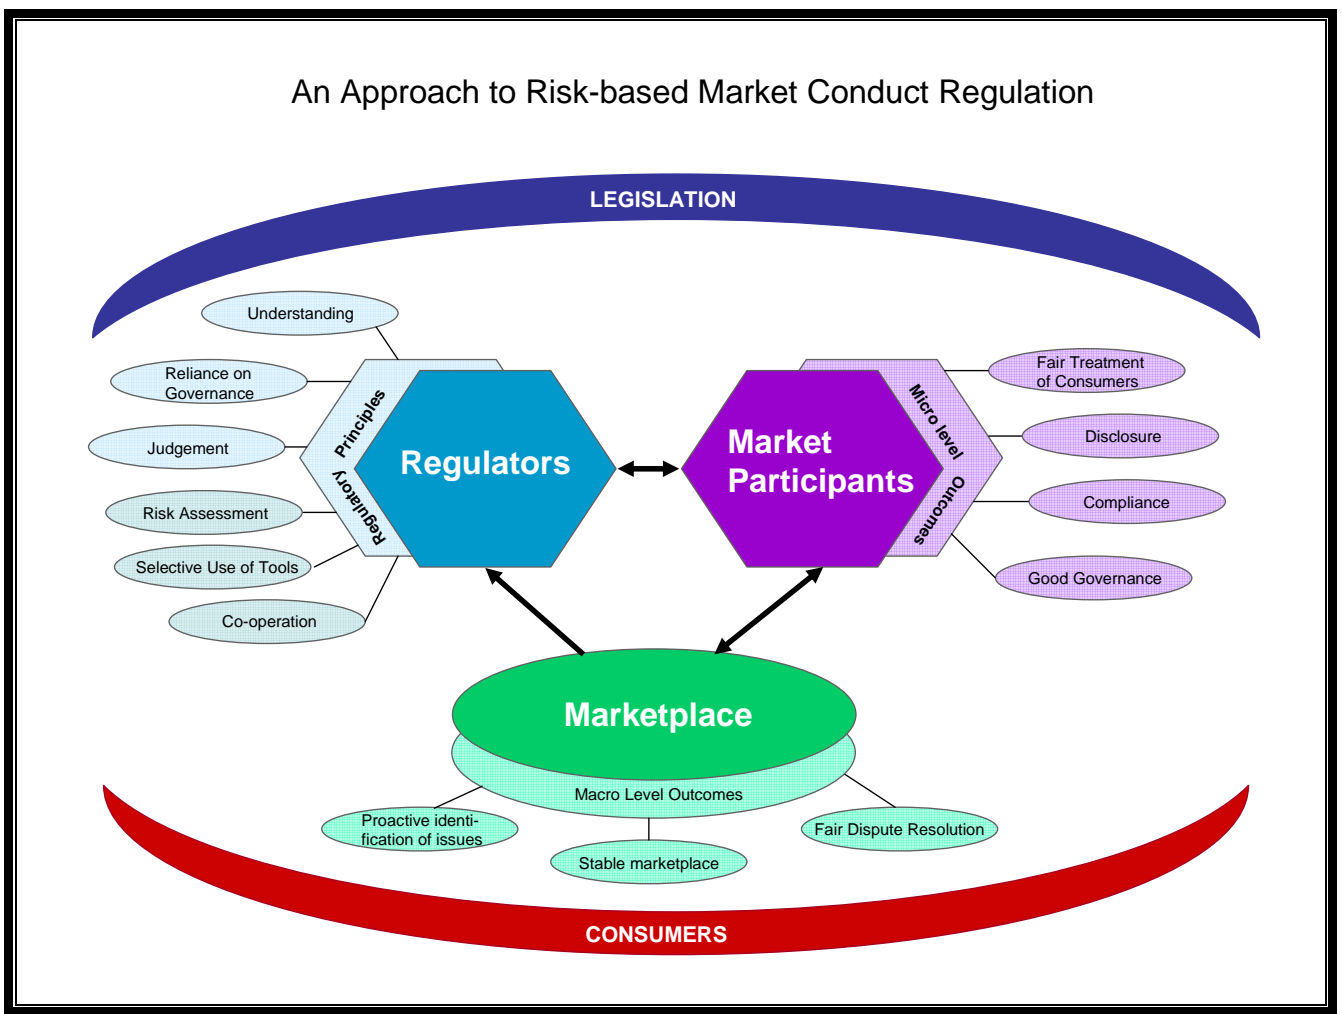 An Approach to Risk-based Market Conduct Regulation
LEGISLATION
Understanding
Reliance on
Governance
Judgement
Risk Assessment
Selective Use of Tools
Co-operation
Regulatory Principles
Regulators
Market
Participants
Micro level Outcomes
Fair Treatment
of Consumers
Disclosure
Compliance
Good Governance
Marketplace
Macro Level Outcomes
Proactive identi-
fication of issues
Stable marketplace
Fair Dispute Resolution
CONSUMERS